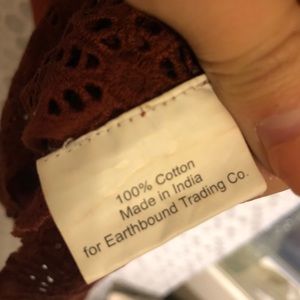 100% Cotton
Made in India
for Earthbound Trading Co.